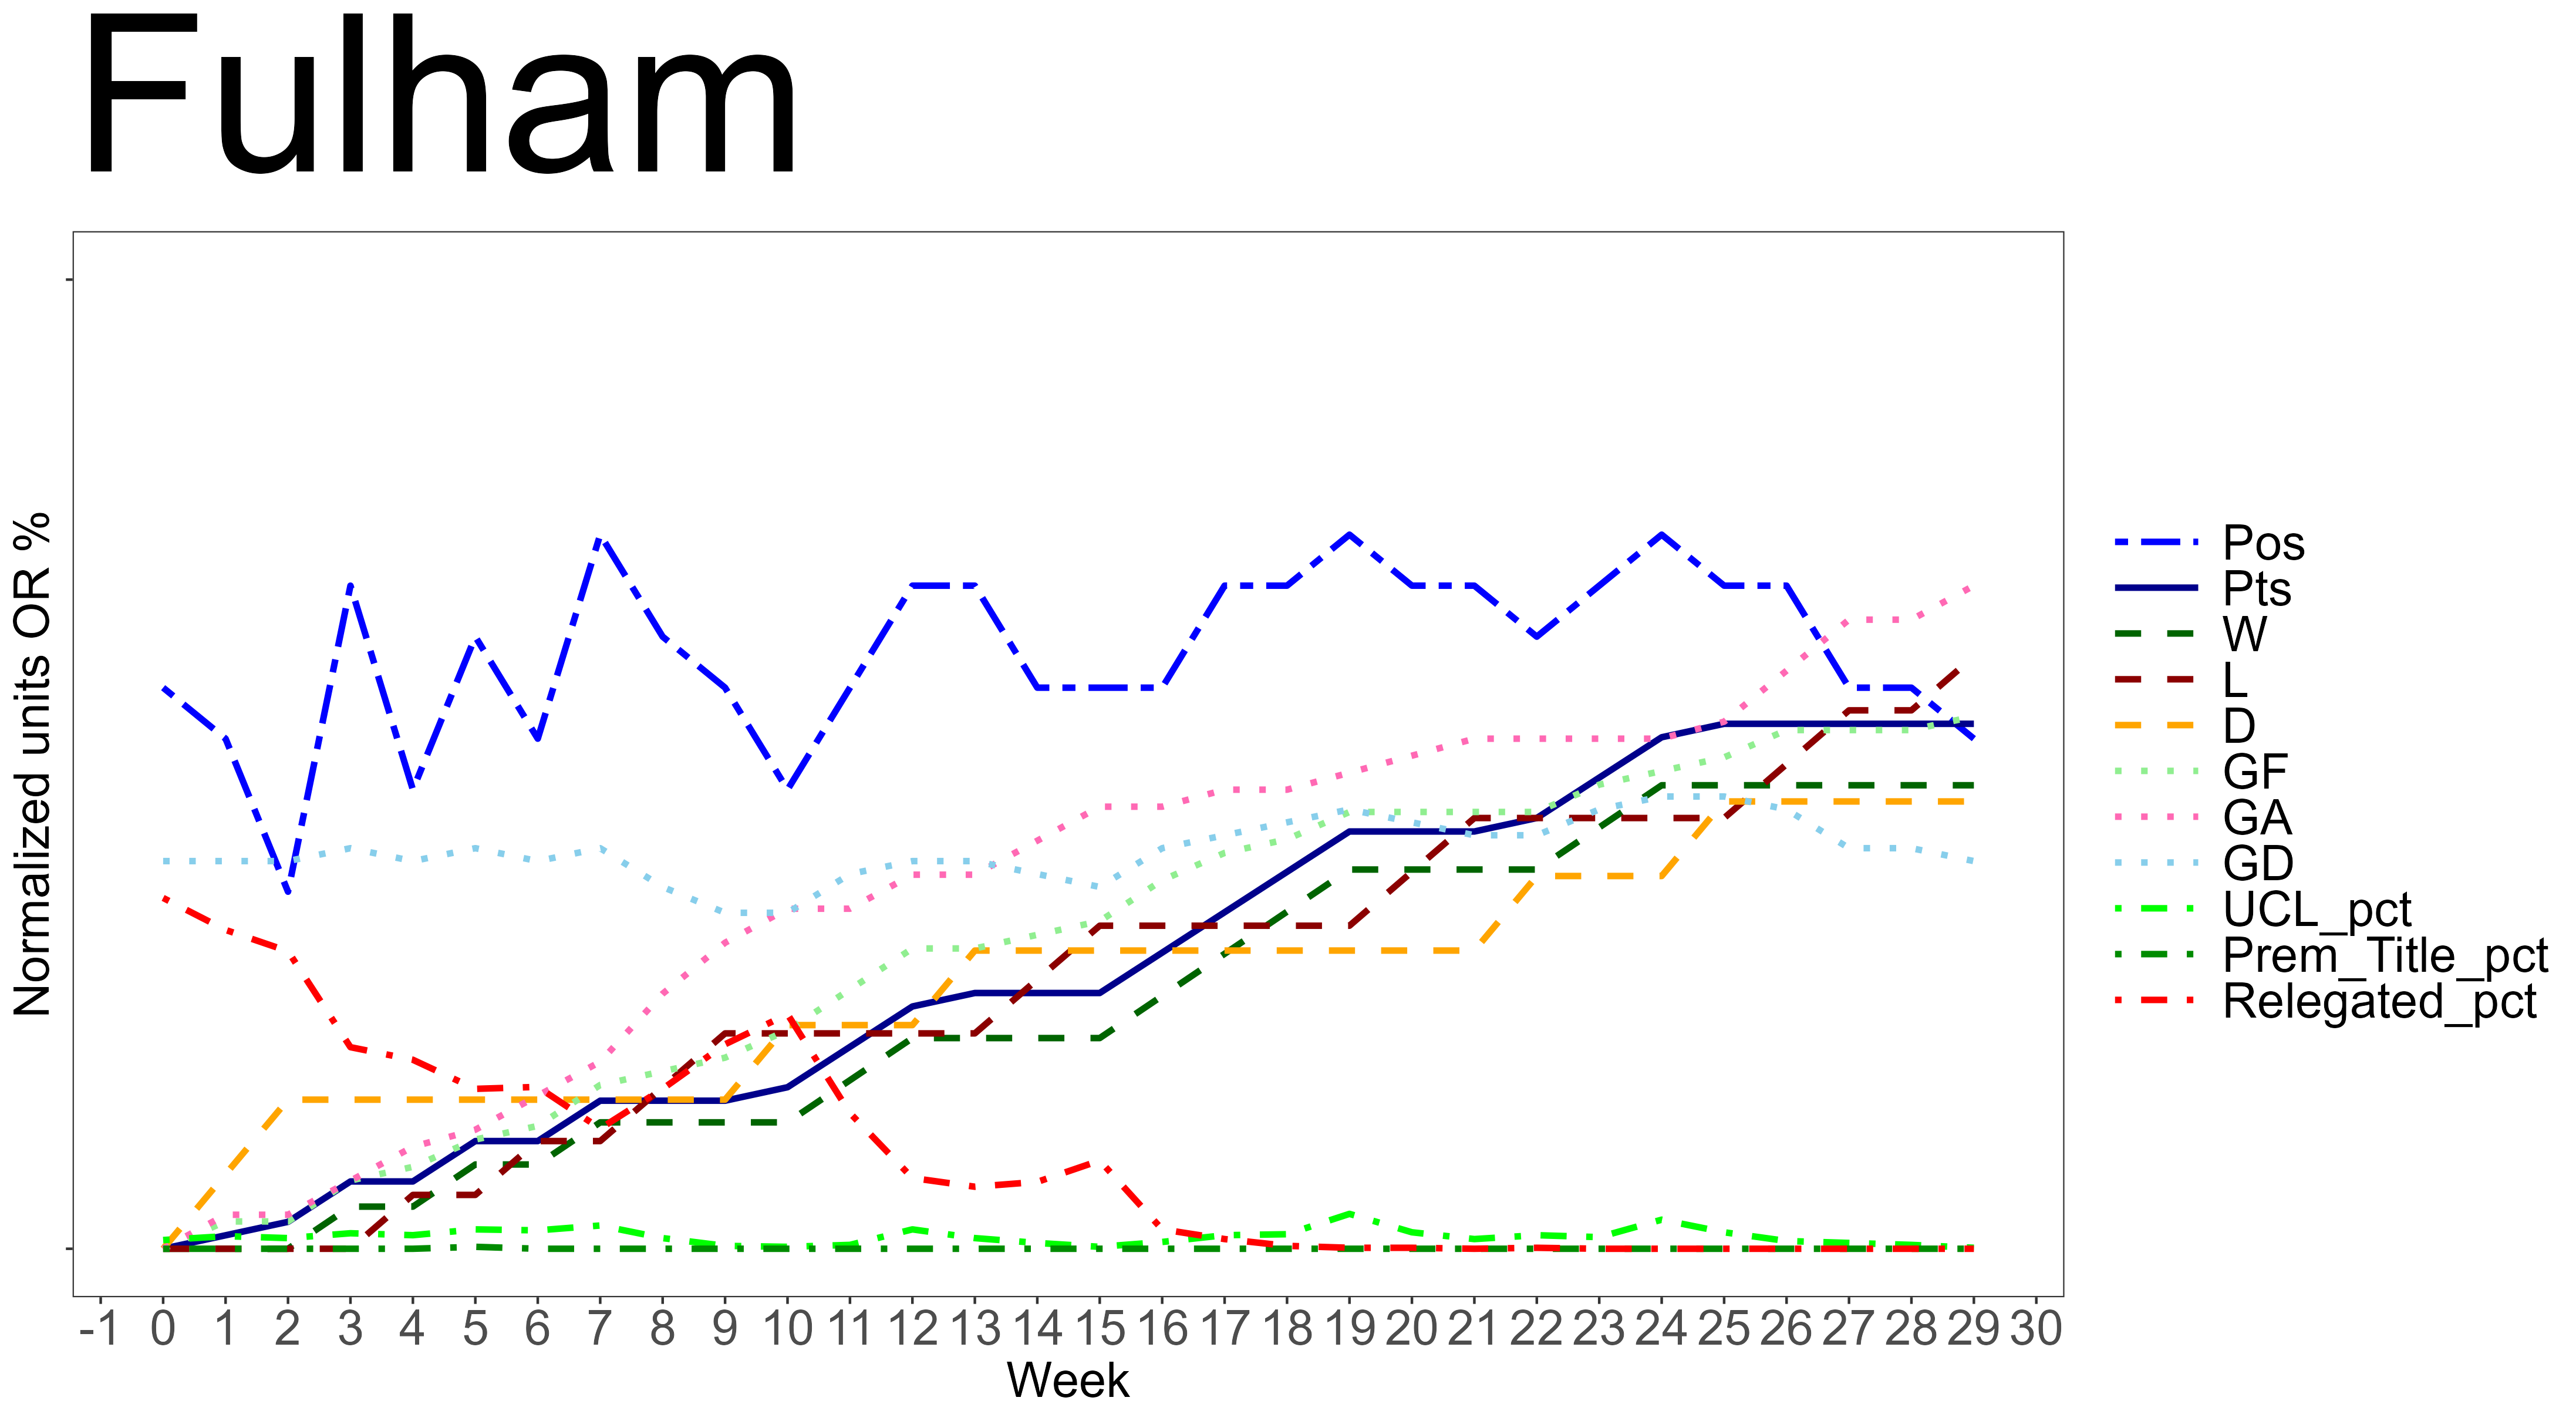 Fulham
Normalized units OR %
Pos
Pts
W
L
D
GF
GA
GD
UCL_pct
Prem_Title_pct
Relegated_pct
-1 0 1 2 3 4 5 6 7 8 9 10 11 12 13 14 15 16 17 18 19 20 21 22 23 24 25 26 27 28 29 30
Week